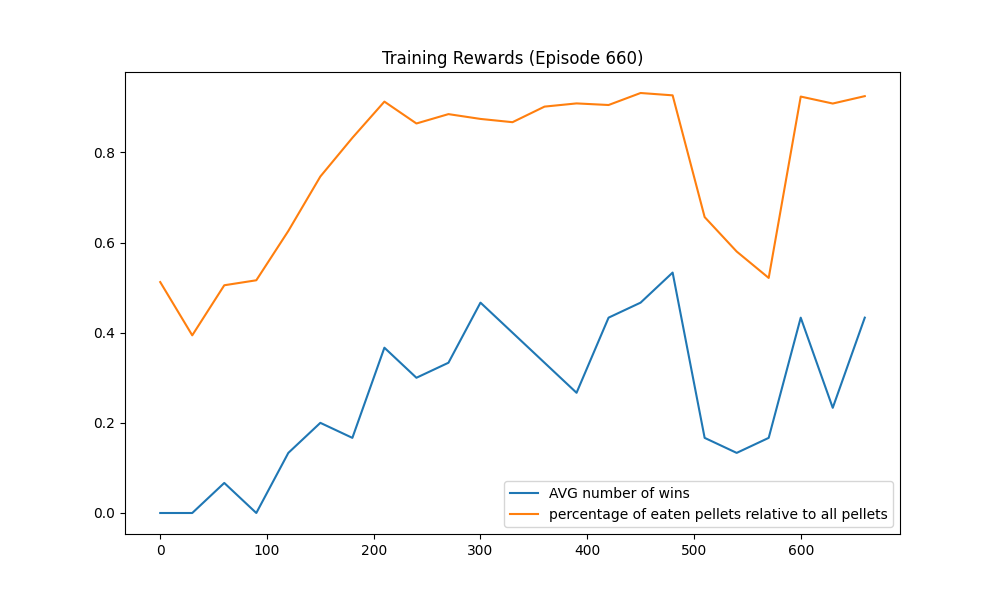 Training Rewards (Episode 660)
0.8
0.6
0.4
0.2
0.0
AVG number of wins
percentage of eaten pellets relative to all pellets
0 100 200 300 400 500 600